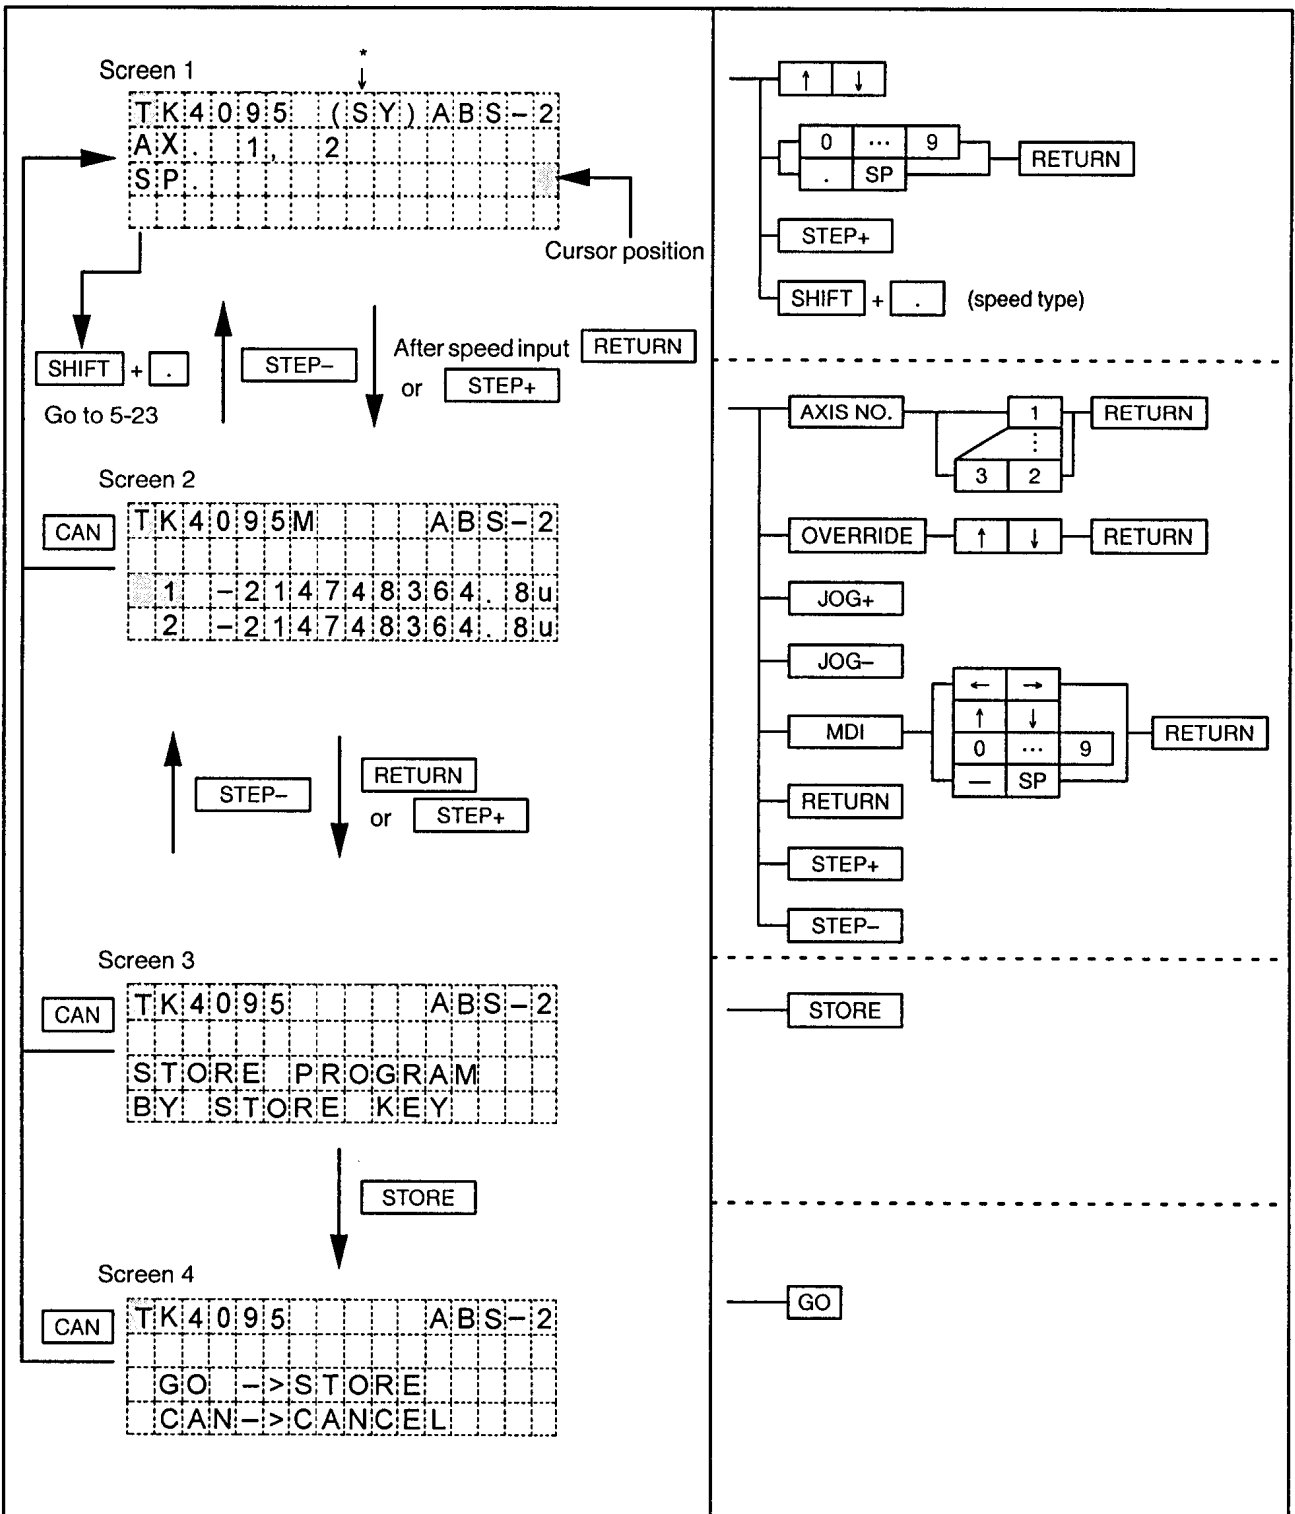 *
Screen 1
↓
TK4095 (SY)ABS-2
AX. 1, 2
SP.
Cursor position
SHIFT + .
Go to 5-23
STEP–
After speed input RETURN
or STEP+
Screen 2
CAN
TK4095M ABS-2
1 -214748364.8u
2 -214748364.8u
STEP–
RETURN
or STEP+
Screen 3
CAN
TK4095 ABS-2
STORE PROGRAM
BY STORE KEY
STORE
Screen 4
CAN
TK4095 ABS-2
GO ->STORE
CAN->CANCEL
↑ ↓
0 ... 9
. SP
RETURN
STEP+
SHIFT + . (speed type)
AXIS NO. 1 RETURN
⋮
3 2
OVERRIDE ↑ ↓ RETURN
JOG+
JOG–
← →
↑ ↓
MDI 0 ... 9 RETURN
— SP
RETURN
STEP+
STEP–
STORE
GO